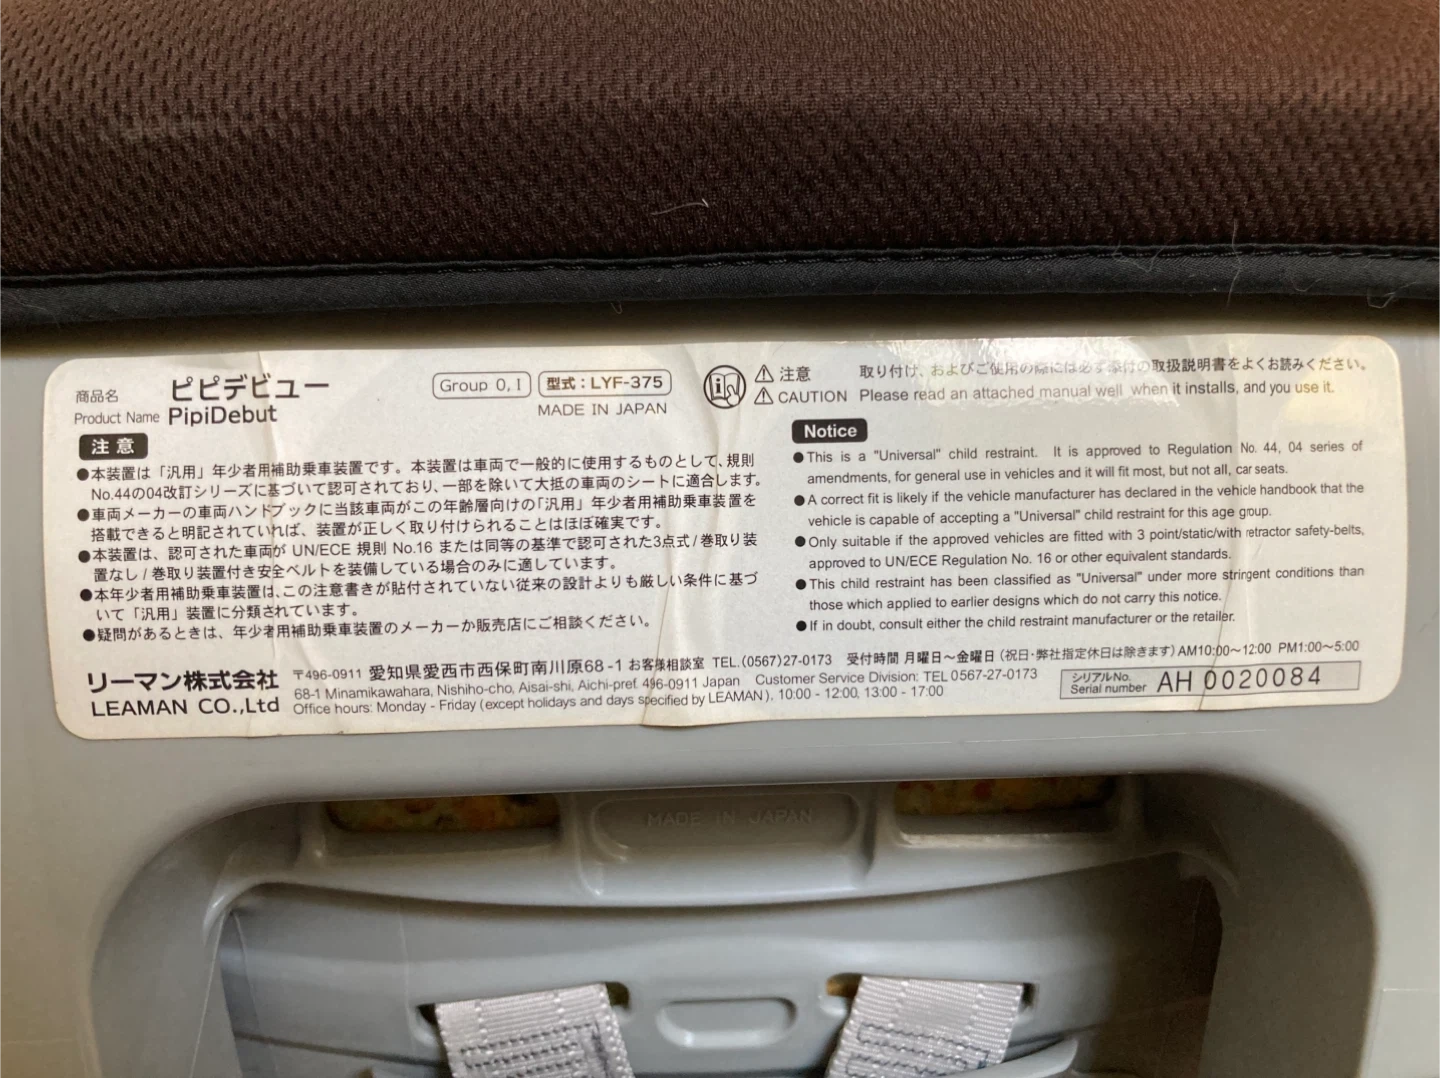 商品名 ピピデビュー
Product Name PipiDebut
Group 0, I
型式：LYF-375
MADE IN JAPAN
注意 取り付け、およびご使用の際には必ず添付の取扱説明書をよくお読みください。
CAUTION Please read an attached manual well when it installs, and you use it.
注意
●本装置は「汎用」年少者用補助乗車装置です。本装置は車両で一般的に使用するものとして、規則
No.44の04改訂シリーズに基づいて認可されており、一部を除いて大抵の車両のシートに適合します。
●車両メーカーの車両ハンドブックに当該車両がこの年齢層向けの「汎用」年少者用補助乗車装置を
搭載できると明記されていれば、装置が正しく取り付けられることはほぼ確実です。
●本装置は、認可された車両が UN/ECE 規則 No.16 または同等の基準で認可された3点式/巻取り装
置なし/巻取り装置付き安全ベルトを装備している場合のみに適しています。
●本年少者用補助乗車装置は、この注意書きが貼付されていない従来の設計よりも厳しい条件に基づ
いて「汎用」装置に分類されています。
●疑問があるときは、年少者用補助乗車装置のメーカーか販売店にご相談ください。
Notice
●This is a "Universal" child restraint. It is approved to Regulation No. 44, 04 series of
amendments, for general use in vehicles and it will fit most, but not all, car seats.
●A correct fit is likely if the vehicle manufacturer has declared in the vehicle handbook that the
vehicle is capable of accepting a "Universal" child restraint for this age group.
●Only suitable if the approved vehicles are fitted with 3 point/static/with retractor safety-belts,
approved to UN/ECE Regulation No. 16 or other equivalent standards.
●This child restraint has been classified as "Universal" under more stringent conditions than
those which applied to earlier designs which do not carry this notice.
●If in doubt, consult either the child restraint manufacturer or the retailer.
リーマン株式会社
LEAMAN CO.,Ltd
〒496-0911 愛知県愛西市西保町南川原68-1 お客様相談室 TEL.(0567)27-0173 受付時間 月曜日〜金曜日（祝日・弊社指定休日は除きます）AM10:00〜12:00 PM1:00〜5:00
68-1 Minamikawahara, Nishiho-cho, Aisai-shi, Aichi-pref. 496-0911 Japan Customer Service Division: TEL 0567-27-0173
Office hours: Monday - Friday (except holidays and days specified by LEAMAN). 10:00 - 12:00, 13:00 - 17:00
シリアルNo.
Serial number AH 0020084
MADE IN JAPAN